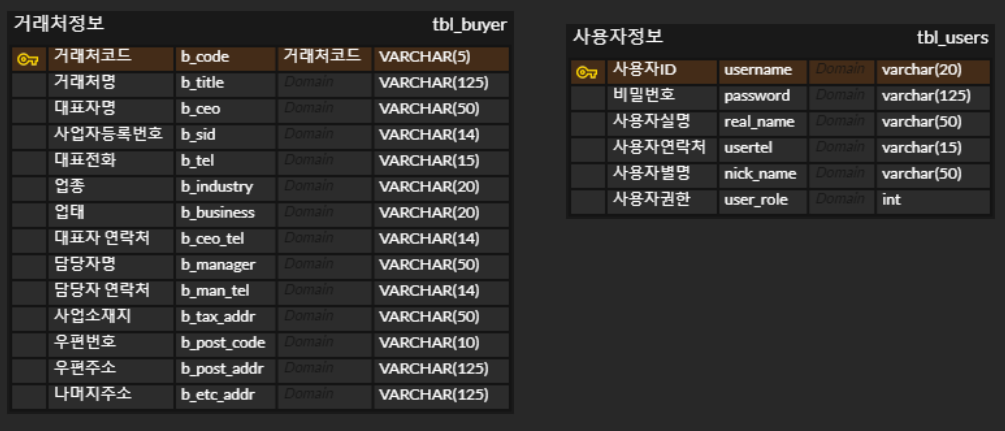 거래처정보 tbl_buyer
거래처코드 b_code 거래처코드 VARCHAR(5)
거래처명 b_title Domain VARCHAR(125)
대표자명 b_ceo Domain VARCHAR(50)
사업자등록번호 b_sid Domain VARCHAR(14)
대표전화 b_tel Domain VARCHAR(15)
업종 b_industry Domain VARCHAR(20)
업태 b_business Domain VARCHAR(20)
대표자 연락처 b_ceo_tel Domain VARCHAR(14)
담당자명 b_manager Domain VARCHAR(50)
담당자 연락처 b_man_tel Domain VARCHAR(14)
사업소재지 b_tax_addr Domain VARCHAR(50)
우편번호 b_post_code Domain VARCHAR(10)
우편주소 b_post_addr Domain VARCHAR(125)
나머지주소 b_etc_addr Domain VARCHAR(125)
사용자정보 tbl_users
사용자ID username Domain varchar(20)
비밀번호 password Domain varchar(125)
사용자실명 real_name Domain varchar(50)
사용자연락처 usertel Domain varchar(15)
사용자별명 nick_name Domain varchar(50)
사용자권한 user_role Domain int